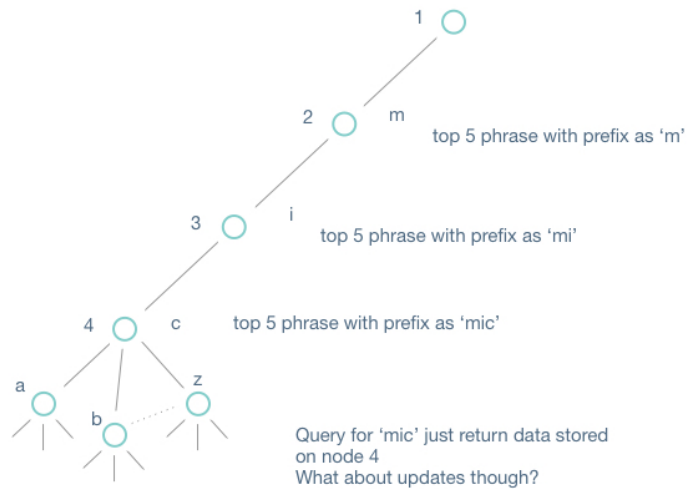 1
2
m
top 5 phrase with prefix as ‘m’
3
i
top 5 phrase with prefix as ‘mi’
4
c
top 5 phrase with prefix as ‘mic’
a
z
b
Query for ‘mic’ just return data stored
on node 4
What about updates though?